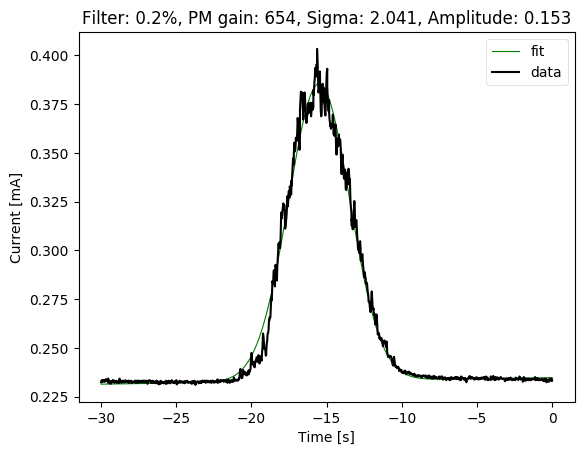 Filter: 0.2%, PM gain: 654, Sigma: 2.041, Amplitude: 0.153
fit
data
0.400
0.375
0.350
0.325
0.300
0.275
0.250
0.225
Current [mA]
−30 −25 −20 −15 −10 −5 0
Time [s]